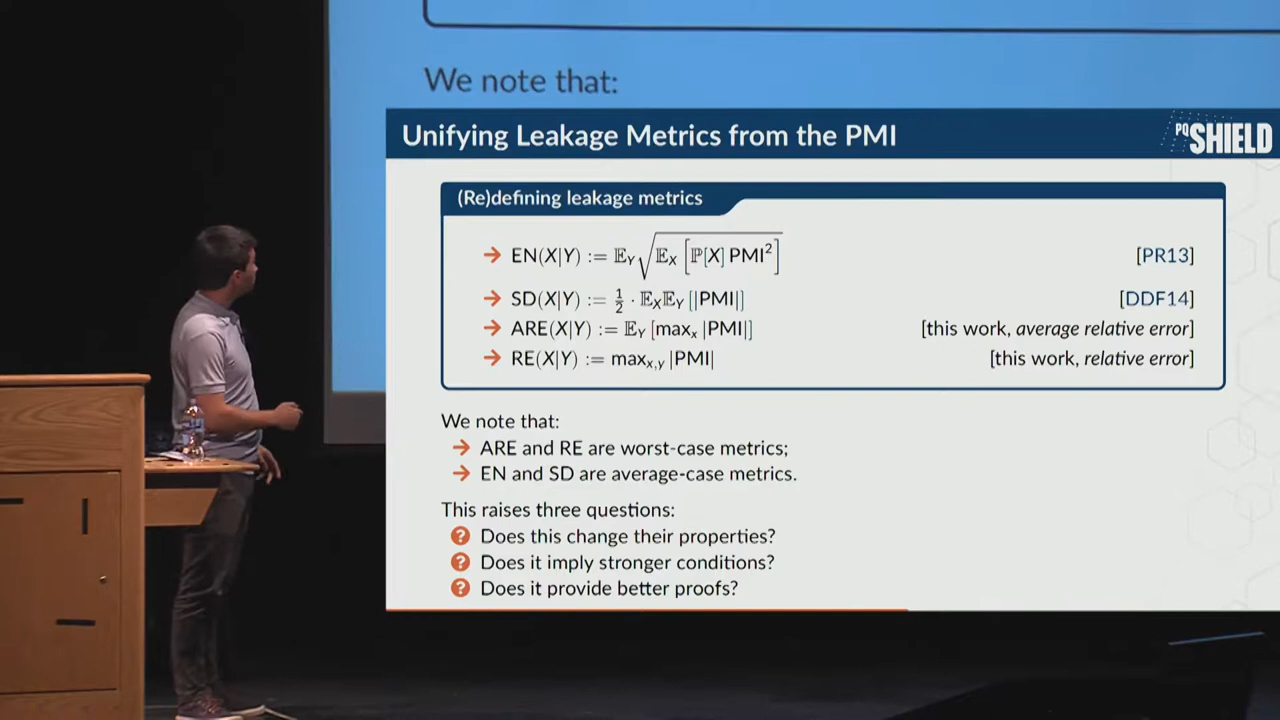 We note that:
Unifying Leakage Metrics from the PMI
PQSHIELD
(Re)defining leakage metrics
→ EN(X|Y) := 𝔼_Y √(𝔼_X [ℙ[X] PMI²]) [PR13]
→ SD(X|Y) := 1/2 · 𝔼_X𝔼_Y [|PMI|] [DDF14]
→ ARE(X|Y) := 𝔼_Y [max_x |PMI|] [this work, average relative error]
→ RE(X|Y) := max_{x,y} |PMI| [this work, relative error]
We note that:
→ ARE and RE are worst-case metrics;
→ EN and SD are average-case metrics.
This raises three questions:
? Does this change their properties?
? Does it imply stronger conditions?
? Does it provide better proofs?